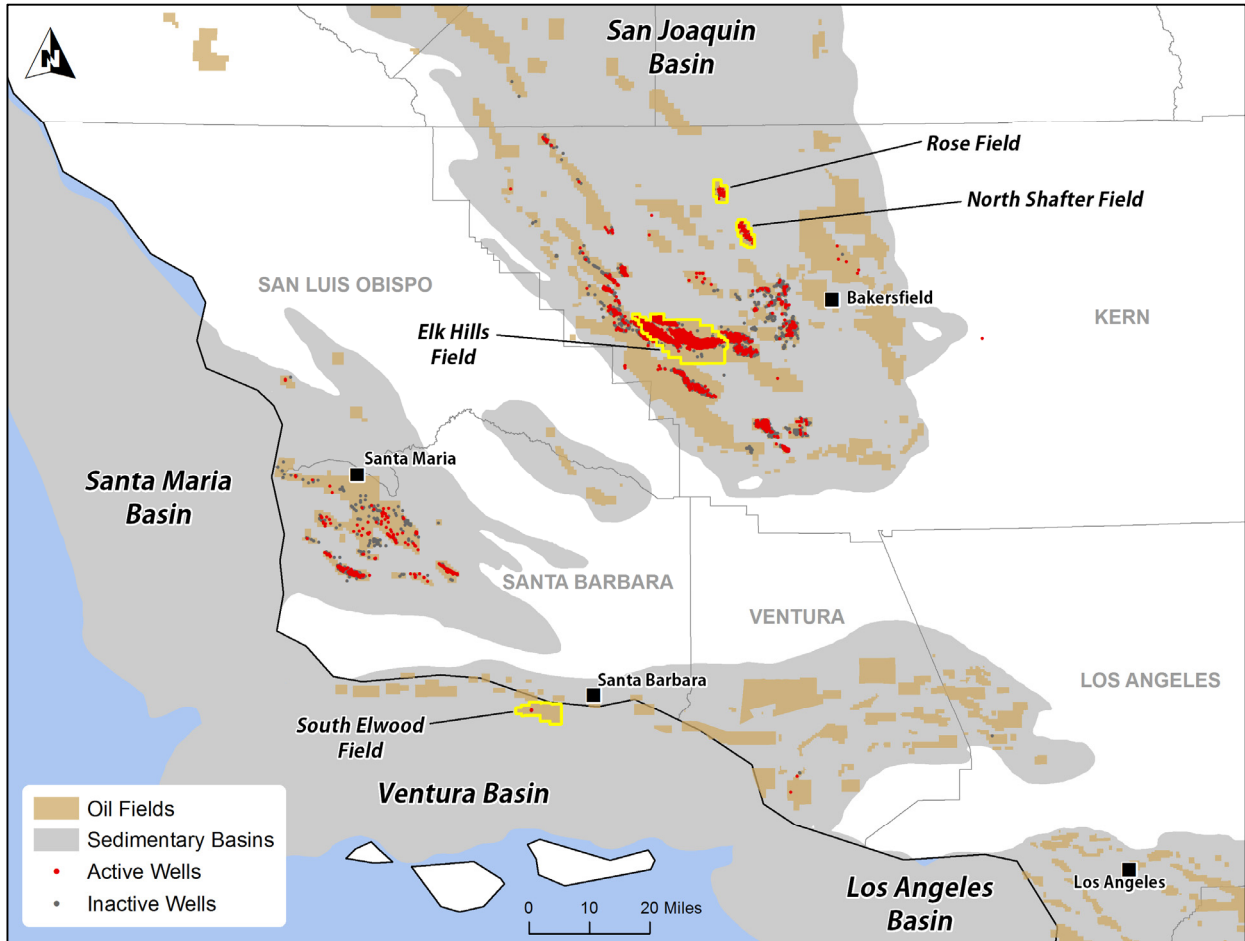 San Joaquin
Basin
N
Rose Field
North Shafter Field
SAN LUIS OBISPO
Bakersfield
KERN
Elk Hills
Field
Santa Maria
Santa Maria
Basin
SANTA BARBARA
VENTURA
Santa Barbara
LOS ANGELES
South Elwood
Field
Ventura Basin
Oil Fields
Sedimentary Basins
Active Wells
Inactive Wells
0 10 20 Miles
Los Angeles
Basin
Los Angeles